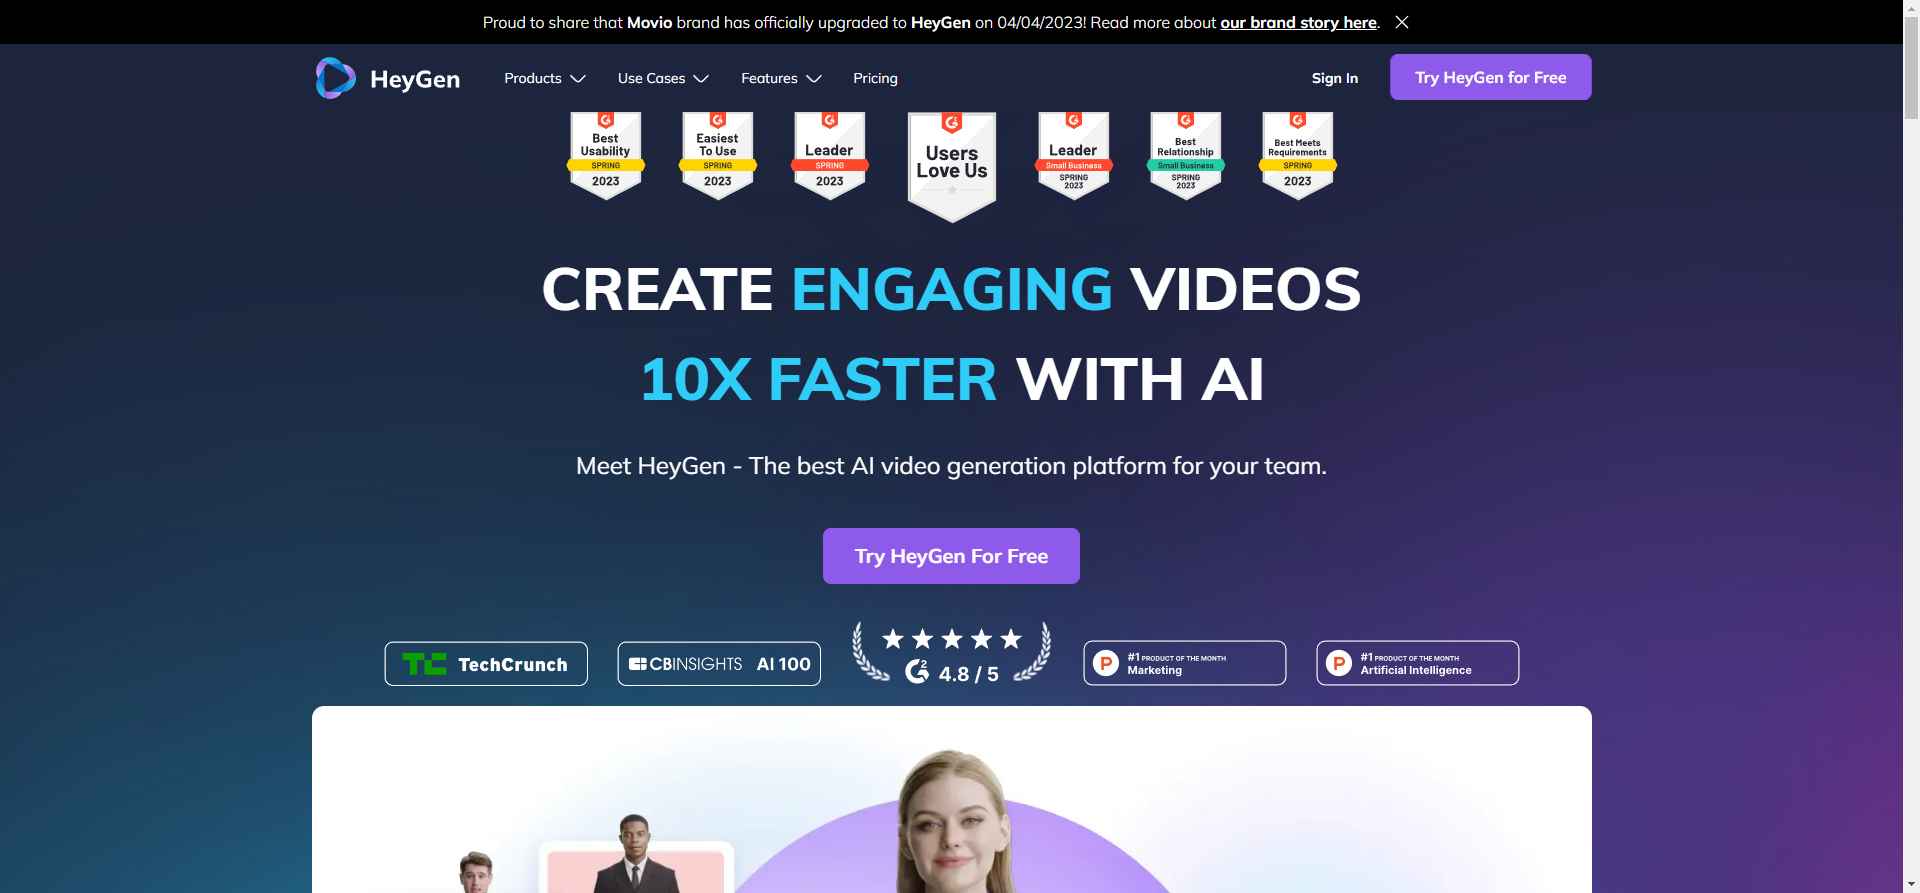 Proud to share that Movio brand has officially upgraded to HeyGen on 04/04/2023! Read more about our brand story here.
HeyGen
Products
Use Cases
Features
Pricing
Sign In
Try HeyGen for Free
Best
Usability
SPRING
2023
Easiest
To Use
SPRING
2023
Leader
SPRING
2023
Users
Love Us
Leader
Small Business
SPRING
2023
Best
Relationship
Small Business
SPRING
2023
Best Meets
Requirements
SPRING
2023
CREATE ENGAGING VIDEOS
10X FASTER WITH AI
Meet HeyGen - The best AI video generation platform for your team.
Try HeyGen For Free
TC TechCrunch
CBINSIGHTS AI 100
G2 4.8 / 5
P #1 PRODUCT OF THE MONTH
Marketing
P #1 PRODUCT OF THE MONTH
Artificial Intelligence